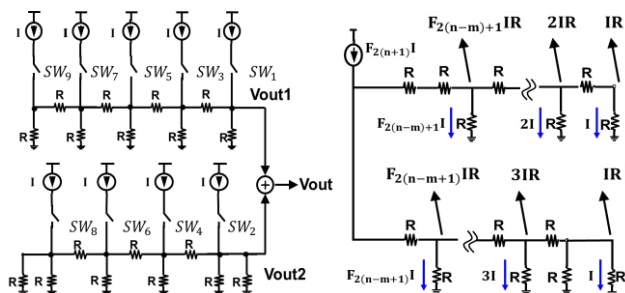 I I I I I
SW₉ SW₇ SW₅ SW₃ SW₁
R R R R Vout1
R R R R R
Vout
I I I I
SW₈ SW₆ SW₄ SW₂
R R R
R R R R R R Vout2
F₂₍ₙ₋ₘ₎₊₁IR 2IR IR
F₂₍ₙ₊₁₎I
R R R R
F₂₍ₙ₋ₘ₎₊₁I R 2I R I R
F₂₍ₙ₋ₘ₊₁₎IR 3IR IR
R R R
F₂₍ₙ₋ₘ₊₁₎I R 3I R R I R